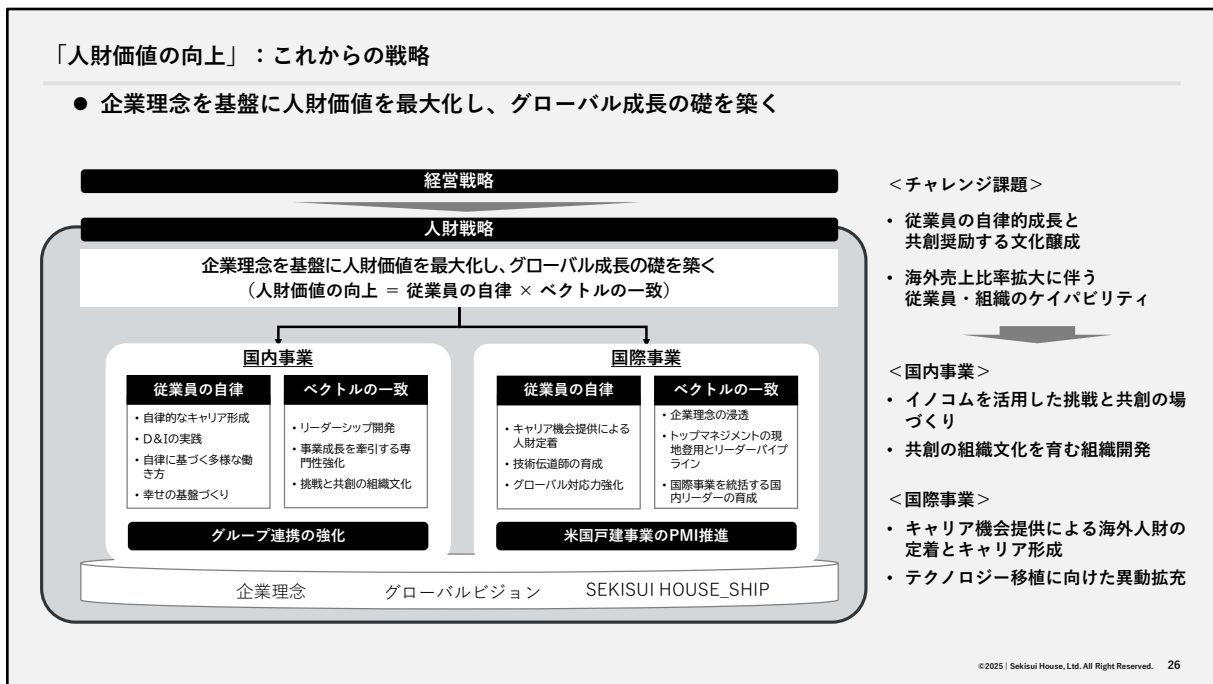 「人財価値の向上」：これからの戦略
● 企業理念を基盤に人財価値を最大化し、グローバル成長の礎を築く
経営戦略
人財戦略
企業理念を基盤に人財価値を最大化し、グローバル成長の礎を築く
（人財価値の向上 ＝ 従業員の自律 × ベクトルの一致）
国内事業
従業員の自律
・自律的なキャリア形成
・D&Iの実践
・自律に基づく多様な働
き方
・幸せの基盤づくり
ベクトルの一致
・リーダーシップ開発
・事業成長を牽引する専
門性強化
・挑戦と共創の組織文化
グループ連携の強化
国際事業
従業員の自律
・キャリア機会提供による
人財定着
・技術伝道師の育成
・グローバル対応力強化
ベクトルの一致
・企業理念の浸透
・トップマネジメントの現
地登用とリーダーパイプ
ライン
・国際事業を統括する国
内リーダーの育成
米国戸建事業のPMI推進
企業理念 グローバルビジョン SEKISUI HOUSE_SHIP
＜チャレンジ課題＞
・従業員の自律的成長と
共創奨励する文化醸成
・海外売上比率拡大に伴う
従業員・組織のケイパビリティ
＜国内事業＞
・イノコムを活用した挑戦と共創の場
づくり
・共創の組織文化を育む組織開発
＜国際事業＞
・キャリア機会提供による海外人財の
定着とキャリア形成
・テクノロジー移植に向けた異動拡充
©2025 | Sekisui House, Ltd. All Right Reserved. 26